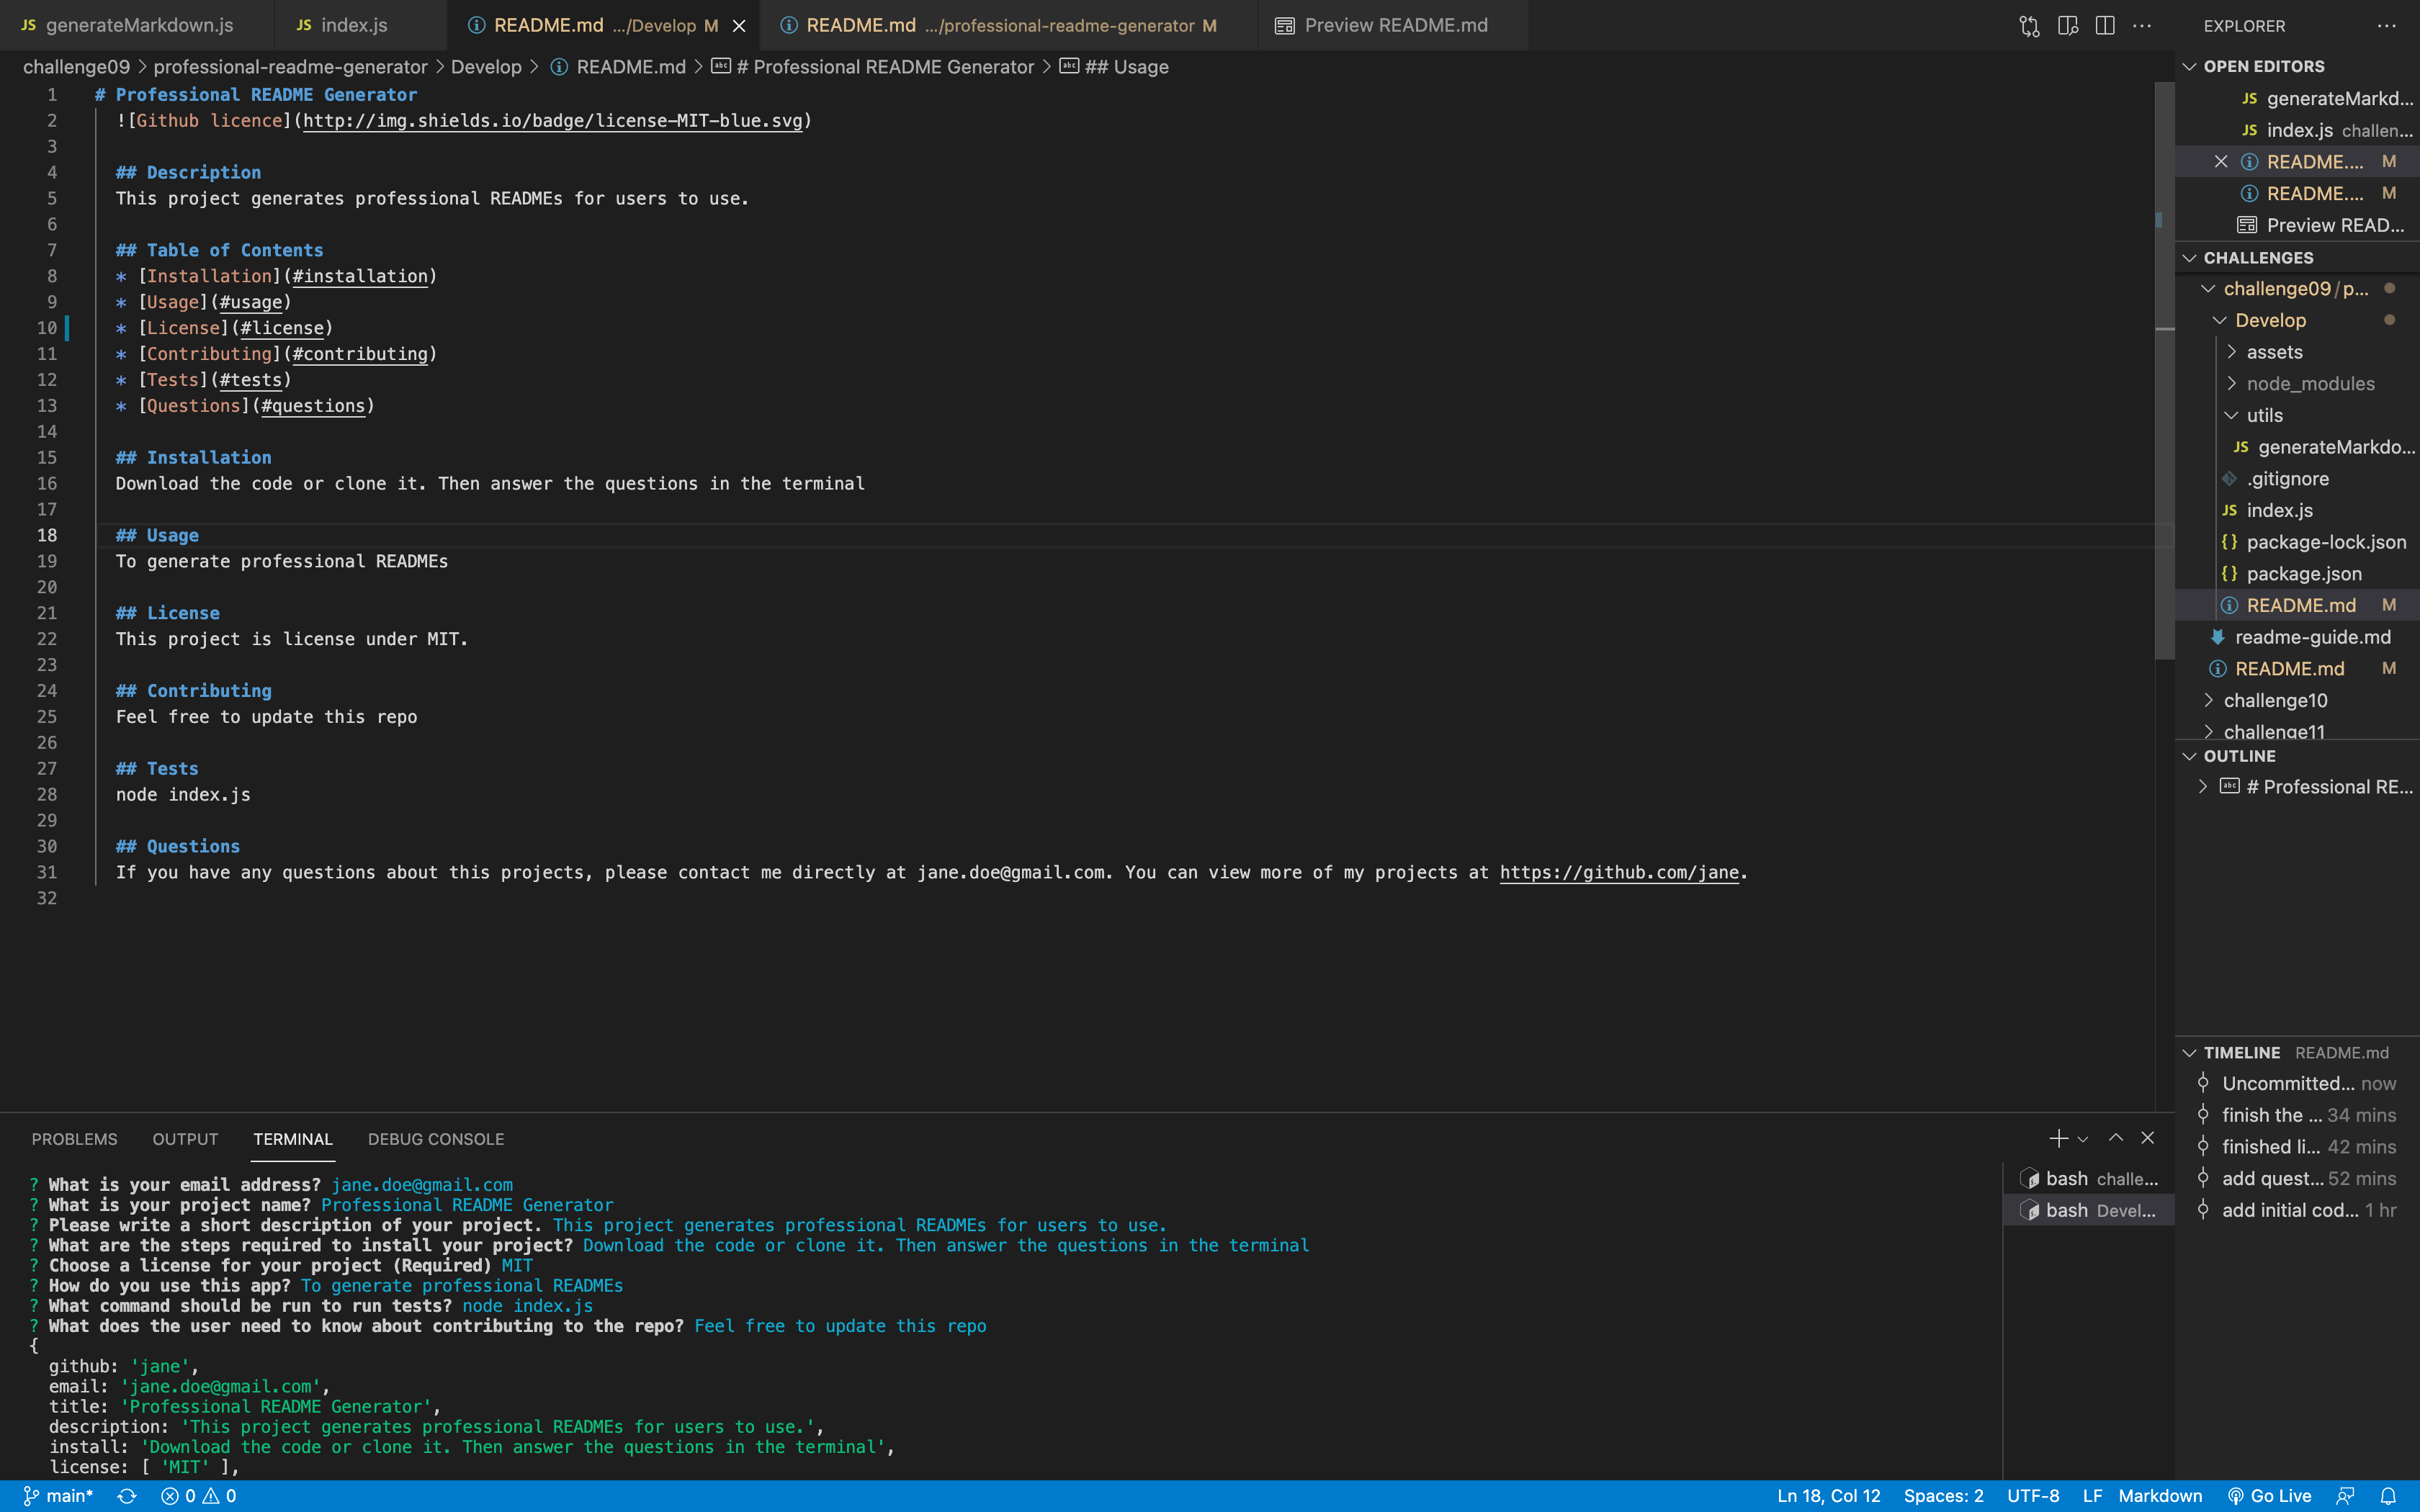 JS generateMarkdown.js
JS index.js
README.md .../Develop M
README.md .../professional-readme-generator M
Preview README.md
challenge09 > professional-readme-generator > Develop > README.md > # Professional README Generator > ## Usage
1 # Professional README Generator
2 ![Github licence](http://img.shields.io/badge/license-MIT-blue.svg)
3
4 ## Description
5 This project generates professional READMEs for users to use.
6
7 ## Table of Contents
8 * [Installation](#installation)
9 * [Usage](#usage)
10 * [License](#license)
11 * [Contributing](#contributing)
12 * [Tests](#tests)
13 * [Questions](#questions)
14
15 ## Installation
16 Download the code or clone it. Then answer the questions in the terminal
17
18 ## Usage
19 To generate professional READMEs
20
21 ## License
22 This project is license under MIT.
23
24 ## Contributing
25 Feel free to update this repo
26
27 ## Tests
28 node index.js
29
30 ## Questions
31 If you have any questions about this projects, please contact me directly at jane.doe@gmail.com. You can view more of my projects at https://github.com/jane.
32
PROBLEMS OUTPUT TERMINAL DEBUG CONSOLE
? What is your email address? jane.doe@gmail.com
? What is your project name? Professional README Generator
? Please write a short description of your project. This project generates professional READMEs for users to use.
? What are the steps required to install your project? Download the code or clone it. Then answer the questions in the terminal
? Choose a license for your project (Required) MIT
? How do you use this app? To generate professional READMEs
? What command should be run to run tests? node index.js
? What does the user need to know about contributing to the repo? Feel free to update this repo
{
github: 'jane',
email: 'jane.doe@gmail.com',
title: 'Professional README Generator',
description: 'This project generates professional READMEs for users to use.',
install: 'Download the code or clone it. Then answer the questions in the terminal',
license: [ 'MIT' ],
bash challe...
bash Devel...
EXPLORER
OPEN EDITORS
JS generateMarkd...
JS index.js challen...
README.... M
README.... M
Preview READ...
CHALLENGES
challenge09/p...
Develop
assets
node_modules
utils
JS generateMarkdo...
.gitignore
JS index.js
{} package-lock.json
{} package.json
README.md M
readme-guide.md
README.md M
challenge10
challenge11
OUTLINE
# Professional RE...
TIMELINE README.md
Uncommitted... now
finish the ... 34 mins
finished li... 42 mins
add quest... 52 mins
add initial cod... 1 hr
main* 0 0
Ln 18, Col 12 Spaces: 2 UTF-8 LF Markdown Go Live